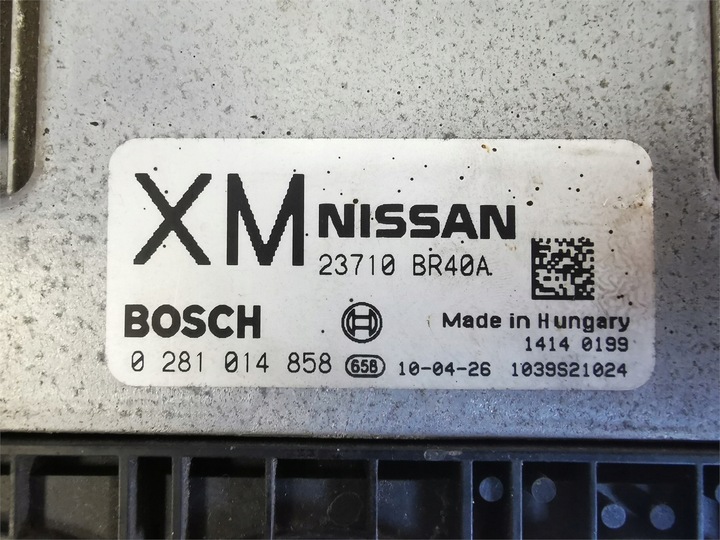 XM NISSAN
23710 BR40A
BOSCH
Made in Hungary
1414 0199
0 281 014 858 658 10-04-26 1039S21024